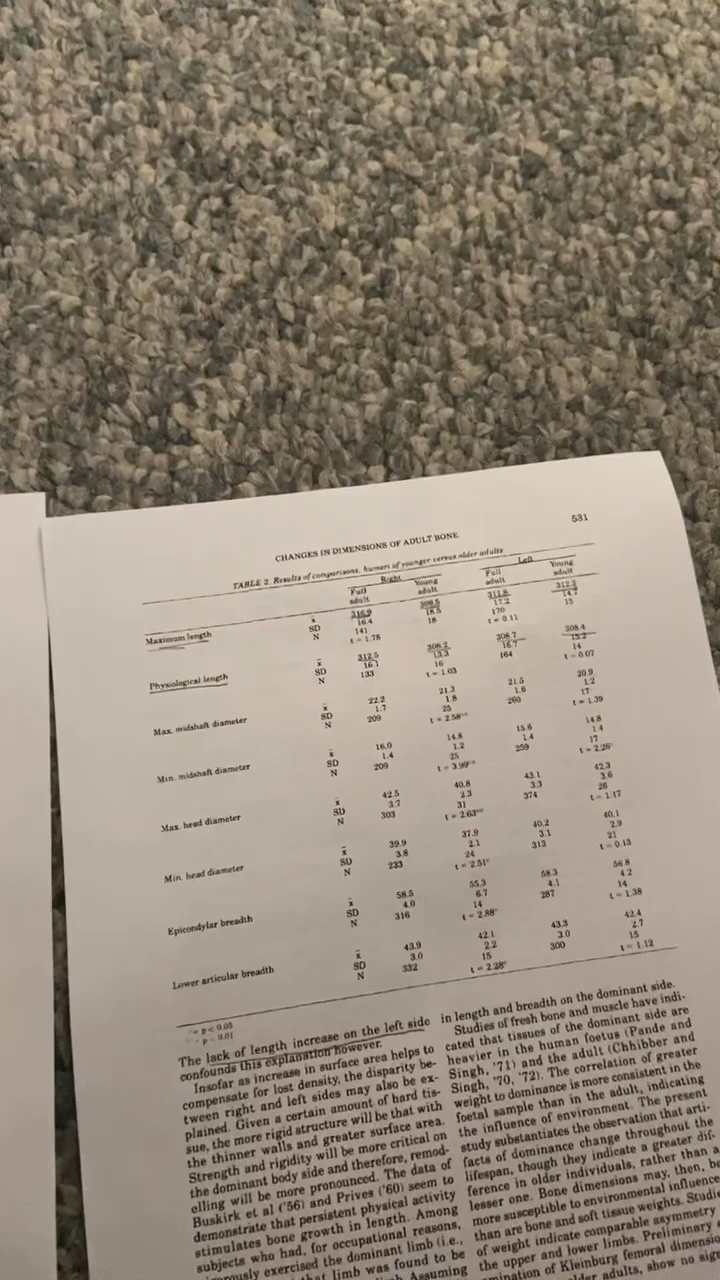 531
CHANGES IN DIMENSIONS OF ADULT BONE
TABLE 2. Results of comparisons, humeri of younger versus older adults
Right Left
Full adult Young adult Full adult Young adult
Maximum length x̄ 316.9 308.5 311.8 312.3
SD 16.4 18.5 17.2 14.7
N 141 18 170 15
t = 1.78 t = 0.11
Physiological length x̄ 312.5 308.2 308.7 308.4
SD 16.1 13.3 16.7 13.2
N 133 16 164 14
t = 1.03 t = 0.07
Max. midshaft diameter x̄ 22.2 21.3 21.5 20.9
SD 1.7 1.8 1.8 1.2
N 209 25 260 17
t = 2.58** t = 1.39
Min. midshaft diameter x̄ 16.0 14.8 15.6 14.8
SD 1.4 1.2 1.4 1.4
N 209 25 259 17
t = 3.99** t = 2.26*
Max. head diameter x̄ 42.5 40.8 43.1 42.3
SD 3.7 2.3 3.3 3.6
N 303 31 374 26
t = 2.63** t = 1.17
Min. head diameter x̄ 39.9 37.9 40.2 40.1
SD 3.8 2.1 3.1 2.9
N 233 24 313 21
t = 2.51* t = 0.13
Epicondylar breadth x̄ 58.5 55.3 58.3 56.8
SD 4.0 6.7 4.1 4.2
N 316 14 287 14
t = 2.88** t = 1.38
Lower articular breadth x̄ 43.9 42.1 43.3 42.4
SD 3.0 2.2 3.0 2.7
N 332 15 300 15
t = 2.28* t = 1.12
p < 0.05
p < 0.01
The lack of length increase on the left side
confounds this explanation however.
Insofar as increase in surface area helps to
compensate for lost density, the disparity be-
tween right and left sides may also be ex-
plained. Given a certain amount of hard tis-
sue, the more rigid structure will be that with
the thinner walls and greater surface area.
Strength and rigidity will be more critical on
the dominant body side and therefore, remod-
elling will be more pronounced. The data of
Buskirk et al ('56) and Prives ('60) seem to
demonstrate that persistent physical activity
stimulates bone growth in length. Among
subjects who had, for occupational reasons,
exercised the dominant limb (i.e.,
limb was found to be
Assuming
in length and breadth on the dominant side.
Studies of fresh bone and muscle have indi-
cated that tissues of the dominant side are
heavier in the human foetus (Pande and
Singh, '71) and the adult (Chhibber and
Singh, '70, '72). The correlation of greater
weight to dominance is more consistent in the
foetal sample than in the adult, indicating
the influence of environment. The present
study substantiates the observation that arti-
facts of dominance change throughout the
lifespan, though they indicate a greater dif-
ference in older individuals, rather than a
lesser one. Bone dimensions may, then, be
more susceptible to environmental influence
than are bone and soft tissue weights.
of weight indicate comparable asymmetry
the upper and lower limbs. Preliminary
of Kleinburg femoral
adults, show no